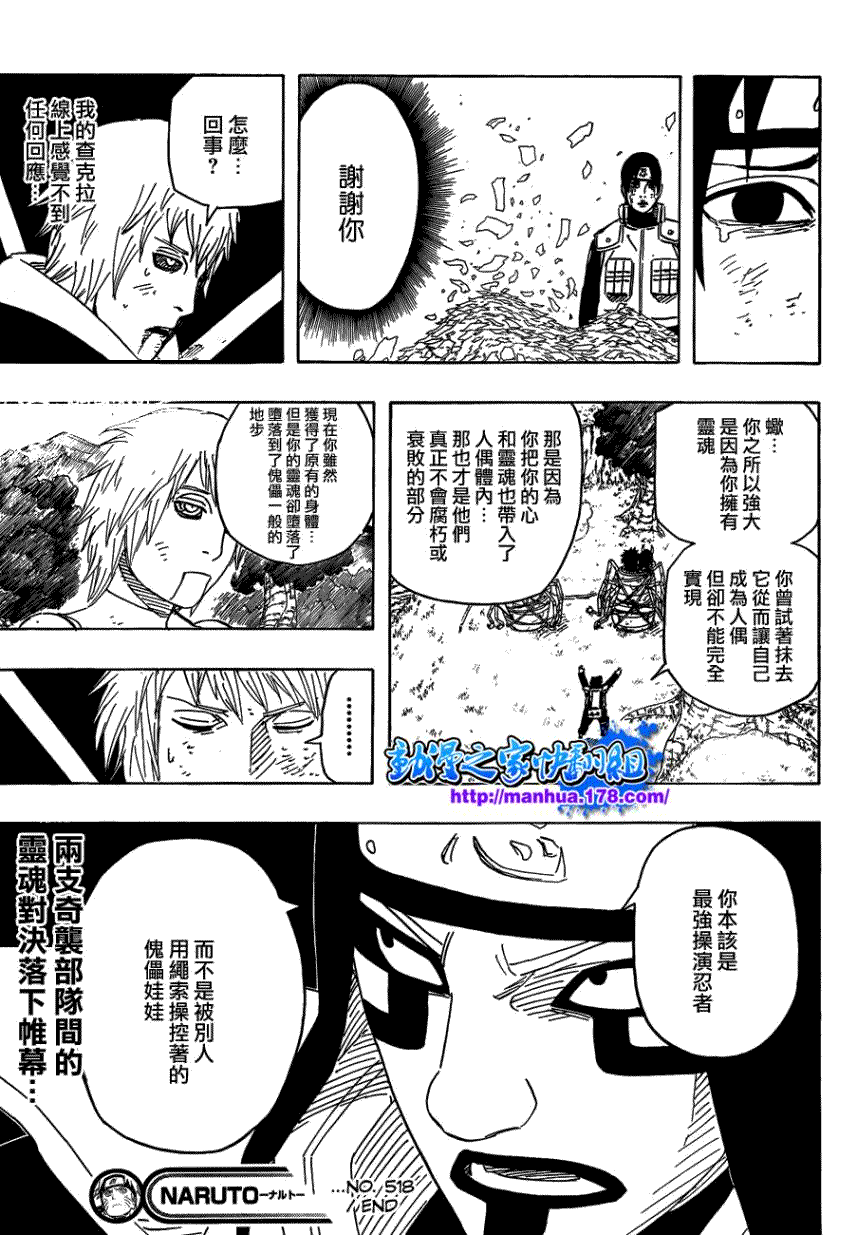 謝謝你
怎麼…
回事?
我的查克拉
線上感覺不到
任何回應…
蠍…
你之所以強大
是因為你擁有
靈魂
你曾試著抹去
它從而讓自己
成為人偶
但卻不能完全
實現
那是因為
你把你的心
和靈魂也帶入了
人偶體內…
那也才是他們
真正不會腐朽或
衰敗的部分
現在你雖然
獲得了原有的身體…
但是你的靈魂卻墮落了
墮落到了傀儡一般的
地步
………
動漫之家快翻組
http://manhua.178.com/
你本該是
最強操演忍者
而不是被別人
用繩索操控著的
傀儡娃娃
兩支奇襲部隊間的
靈魂對決落下帷幕…
NARUTO ーナルトー
...NO. 518
/ END